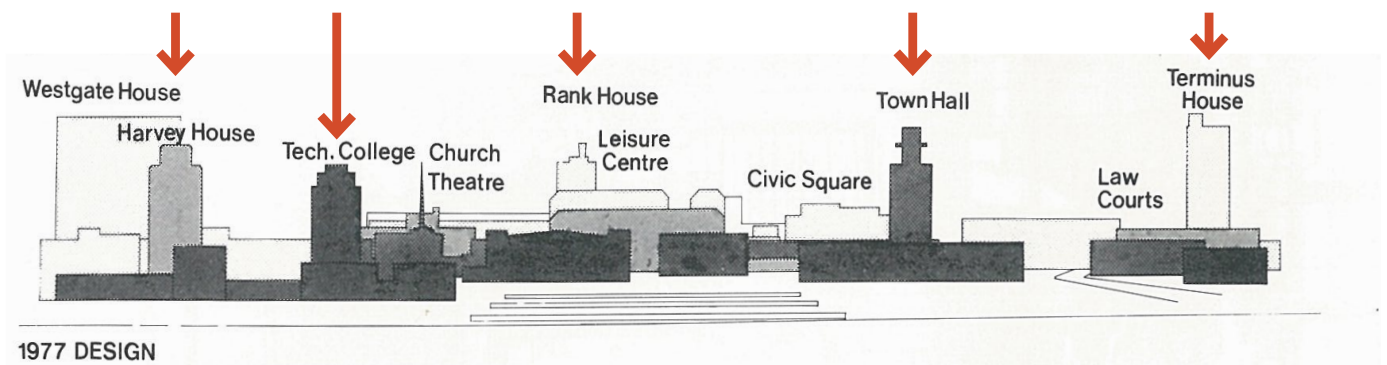 Westgate House
Harvey House
Tech. College
Church
Theatre
Rank House
Leisure
Centre
Civic Square
Town Hall
Law
Courts
Terminus
House
1977 DESIGN